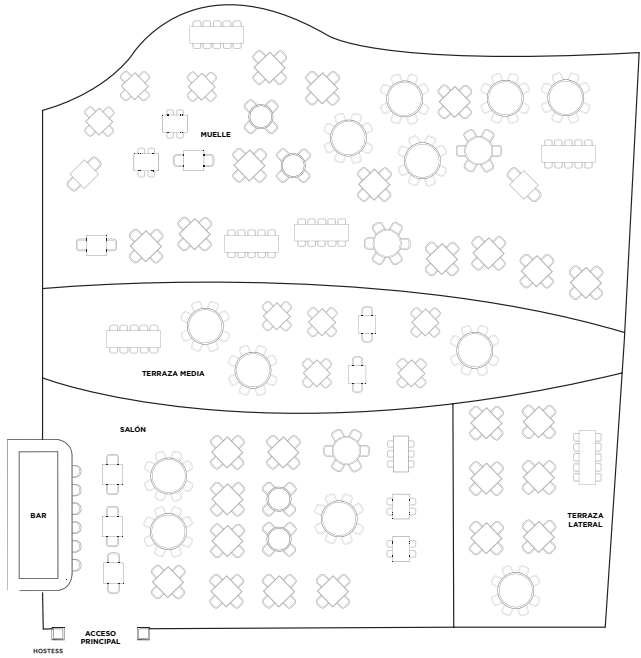 MUELLE
TERRAZA MEDIA
SALÓN
BAR
TERRAZA
LATERAL
ACCESO
PRINCIPAL
HOSTESS